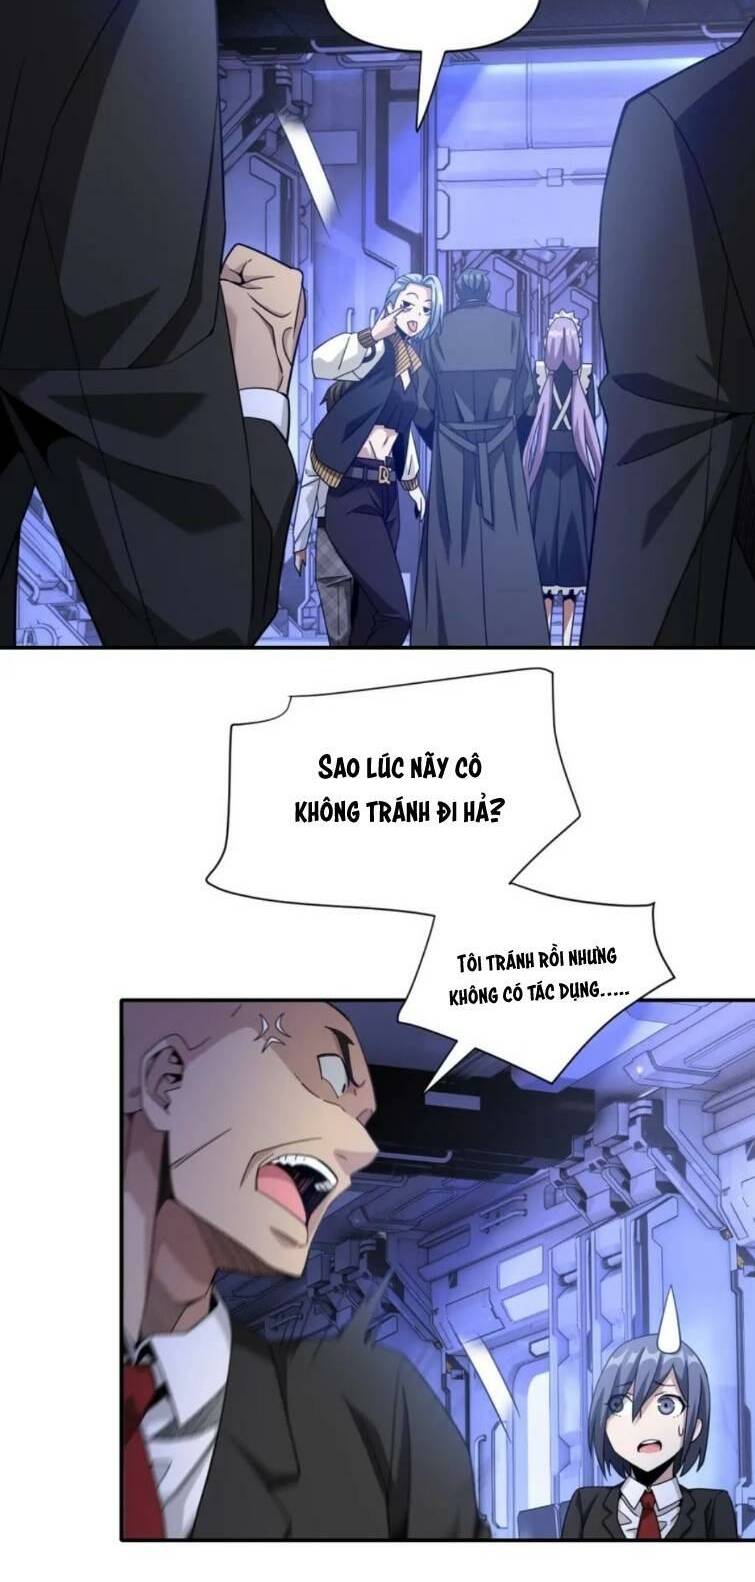 SAO LÚC NÃY CÔ
KHÔNG TRÁNH ĐI HẢ?
TÔI TRÁNH RỒI NHƯNG
KHÔNG CÓ TÁC DỤNG.....